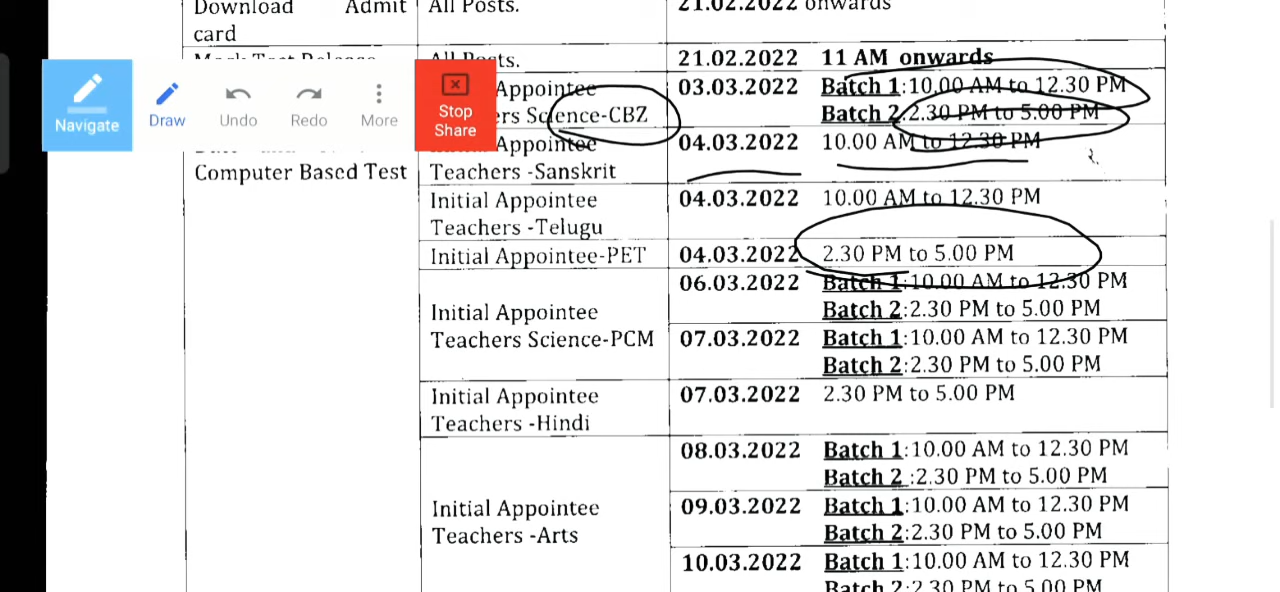 Download Admit card
All Posts.
21.02.2022 onwards
All Posts.
21.02.2022 11 AM onwards
Navigate
Draw
Undo
Redo
More
Stop Share
Computer Based Test
Appointee
Science-CBZ
03.03.2022
Batch 1:10.00 AM to 12.30 PM
Batch 2:2.30 PM to 5.00 PM
Appointee
Teachers -Sanskrit
04.03.2022
10.00 AM to 12.30 PM
Initial Appointee
Teachers -Telugu
04.03.2022
10.00 AM to 12.30 PM
Initial Appointee-PET
04.03.2022
2.30 PM to 5.00 PM
Initial Appointee
Teachers Science-PCM
06.03.2022
Batch 1:10.00 AM to 12.30 PM
Batch 2:2.30 PM to 5.00 PM
07.03.2022
Batch 1:10.00 AM to 12.30 PM
Batch 2:2.30 PM to 5.00 PM
Initial Appointee
Teachers -Hindi
07.03.2022
2.30 PM to 5.00 PM
Initial Appointee
Teachers -Arts
08.03.2022
Batch 1:10.00 AM to 12.30 PM
Batch 2 :2.30 PM to 5.00 PM
09.03.2022
Batch 1:10.00 AM to 12.30 PM
Batch 2:2.30 PM to 5.00 PM
10.03.2022
Batch 1:10.00 AM to 12.30 PM
Batch 2:2.30 PM to 5.00 PM